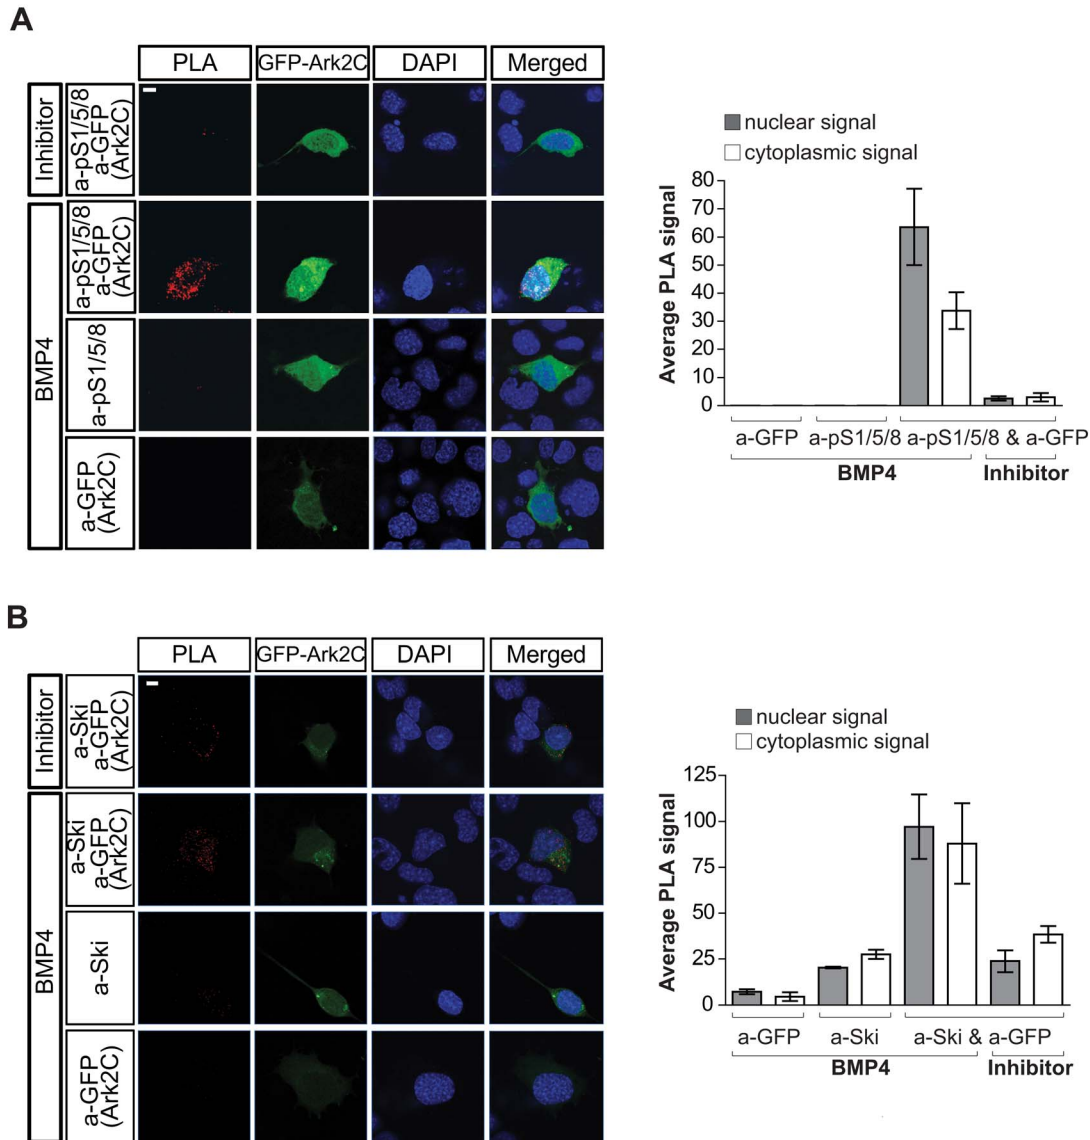 A
PLA GFP-Ark2C DAPI Merged
Inhibitor
a-pS1/5/8
a-GFP
(Ark2C)
BMP4
a-pS1/5/8
a-GFP
(Ark2C)
a-pS1/5/8
a-GFP
(Ark2C)
nuclear signal
cytoplasmic signal
Average PLA signal
80
70
60
50
40
30
20
10
0
a-GFP a-pS1/5/8 a-pS1/5/8 & a-GFP
BMP4 Inhibitor
B
PLA GFP-Ark2C DAPI Merged
Inhibitor
a-Ski
a-GFP
(Ark2C)
BMP4
a-Ski
a-GFP
(Ark2C)
a-Ski
a-GFP
(Ark2C)
nuclear signal
cytoplasmic signal
Average PLA signal
125
100
75
50
25
0
a-GFP a-Ski a-Ski & a-GFP
BMP4 Inhibitor